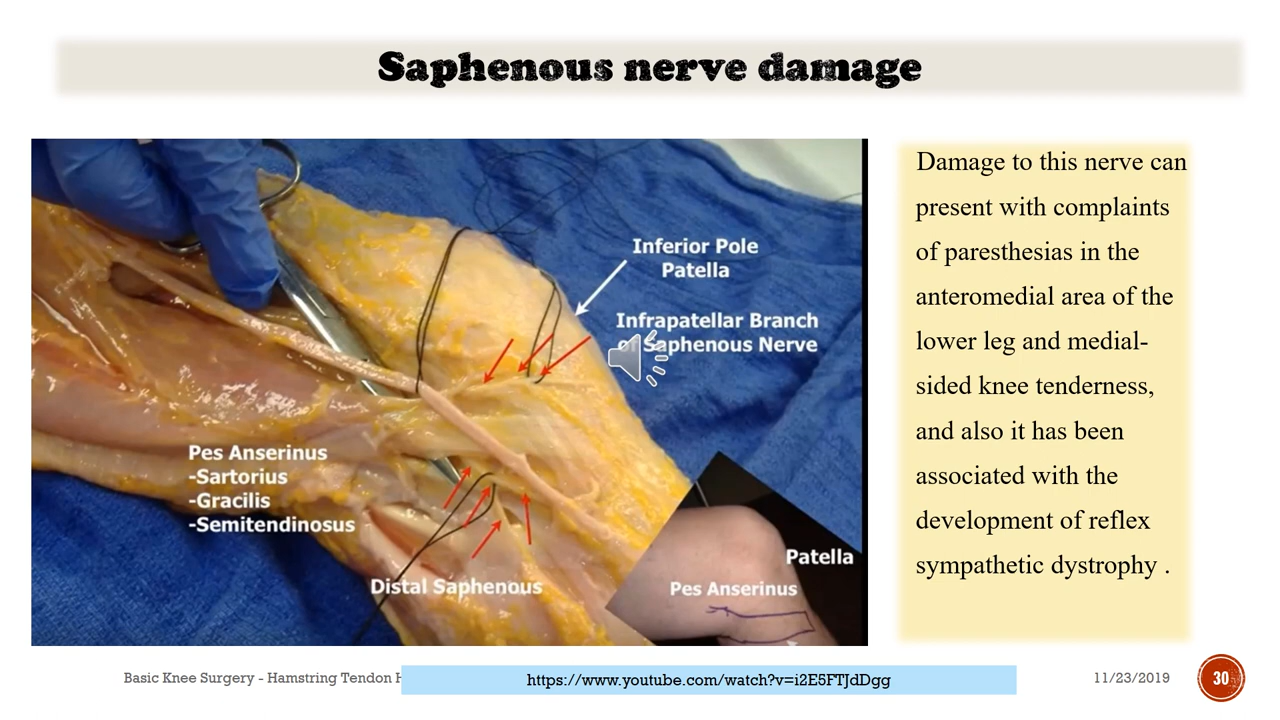 Saphenous nerve damage
Inferior Pole
Patella
Infrapatellar Branch
Saphenous Nerve
Pes Anserinus
-Sartorius
-Gracilis
-Semitendinosus
Distal Saphenous
Patella
Pes Anserinus
Damage to this nerve can
present with complaints
of paresthesias in the
anteromedial area of the
lower leg and medial-
sided knee tenderness,
and also it has been
associated with the
development of reflex
sympathetic dystrophy .
Basic Knee Surgery - Hamstring Tendon H
https://www.youtube.com/watch?v=i2E5FTJdDgg
11/23/2019
30